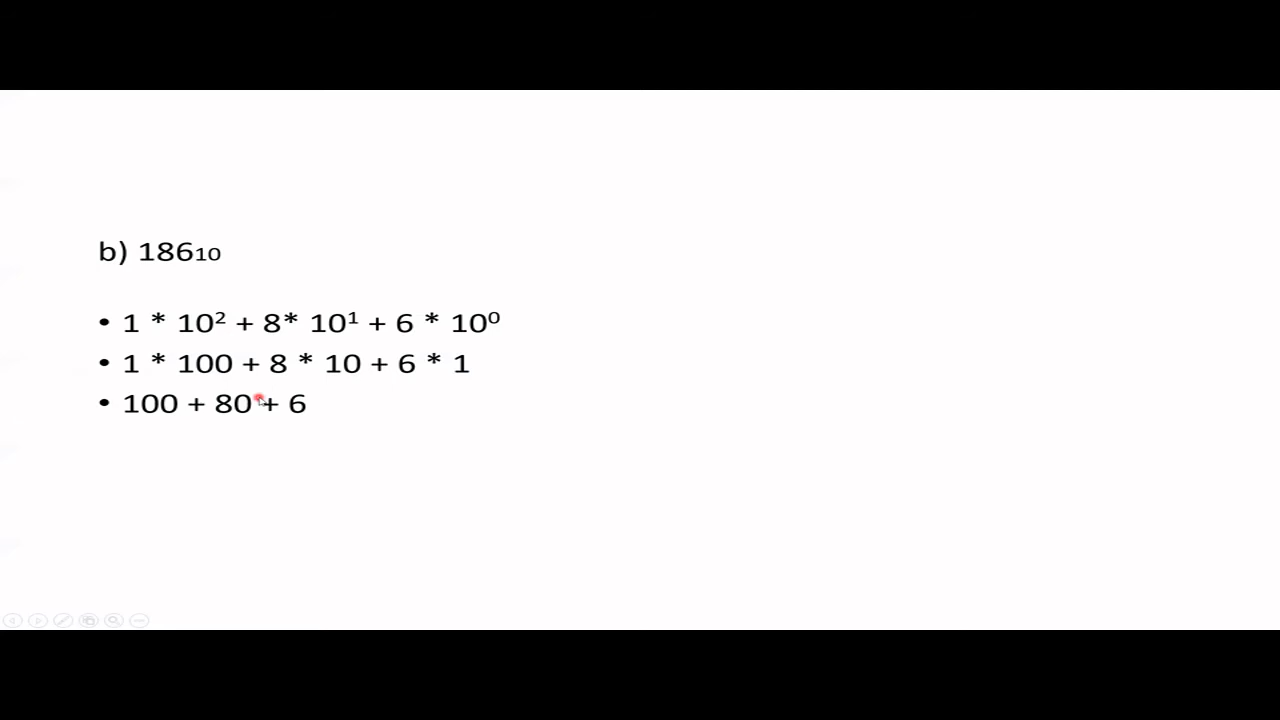 b) 186₁₀
• 1 * 10² + 8* 10¹ + 6 * 10⁰
• 1 * 100 + 8 * 10 + 6 * 1
• 100 + 80 + 6